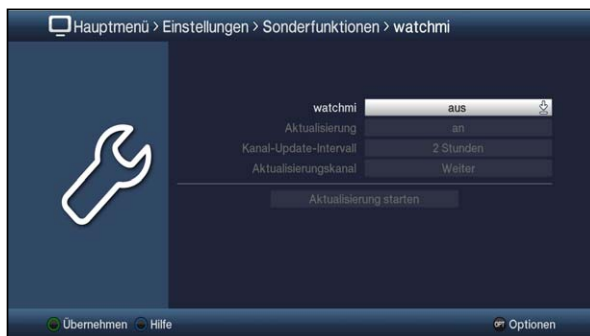 Hauptmenü > Einstellungen > Sonderfunktionen > watchmi
watchmi aus
Aktualisierung an
Kanal-Update-Intervall 2 Stunden
Aktualisierungskanal Weiter
Aktualisierung starten
Übernehmen Hilfe OPT Optionen